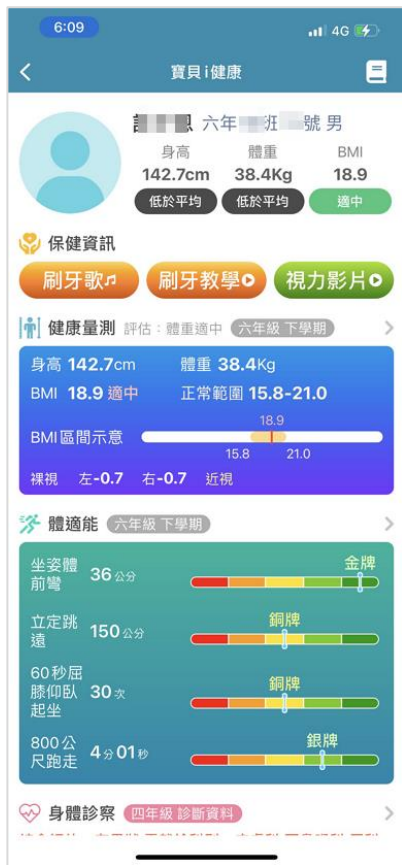 6:09
4G
寶貝i健康
六年 班 號 男
身高 體重 BMI
142.7cm 38.4Kg 18.9
低於平均 低於平均 適中
保健資訊
刷牙歌♫ 刷牙教學 視力影片
健康量測 評估：體重適中 六年級 下學期
身高 142.7cm 體重 38.4Kg
BMI 18.9 適中 正常範圍 15.8-21.0
18.9
BMI區間示意
15.8 21.0
裸視 左-0.7 右-0.7 近視
體適能 六年級 下學期
金牌
坐姿體
前彎 36 公分
銅牌
立定跳
遠 150 公分
60秒屈
銅牌
膝仰臥 30 次
起坐
銀牌
800公
尺跑走 4分01秒
身體診察 四年級 診斷資料